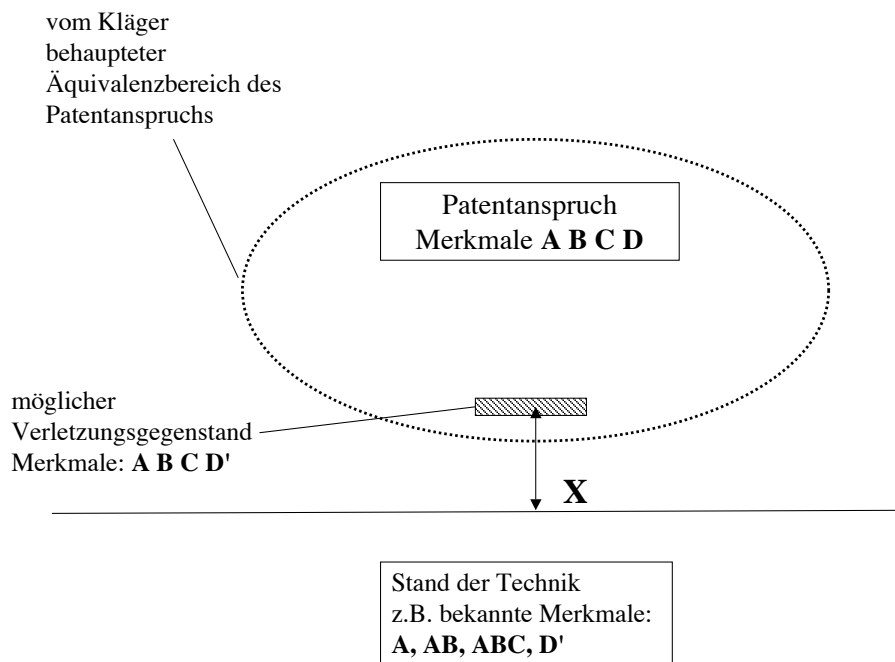 vom Kläger
behaupteter
Äquivalenzbereich des
Patentanspruchs
Patentanspruch
Merkmale A B C D
möglicher
Verletzungsgegenstand
Merkmale: A B C D'
X
Stand der Technik
z.B. bekannte Merkmale:
A, AB, ABC, D'